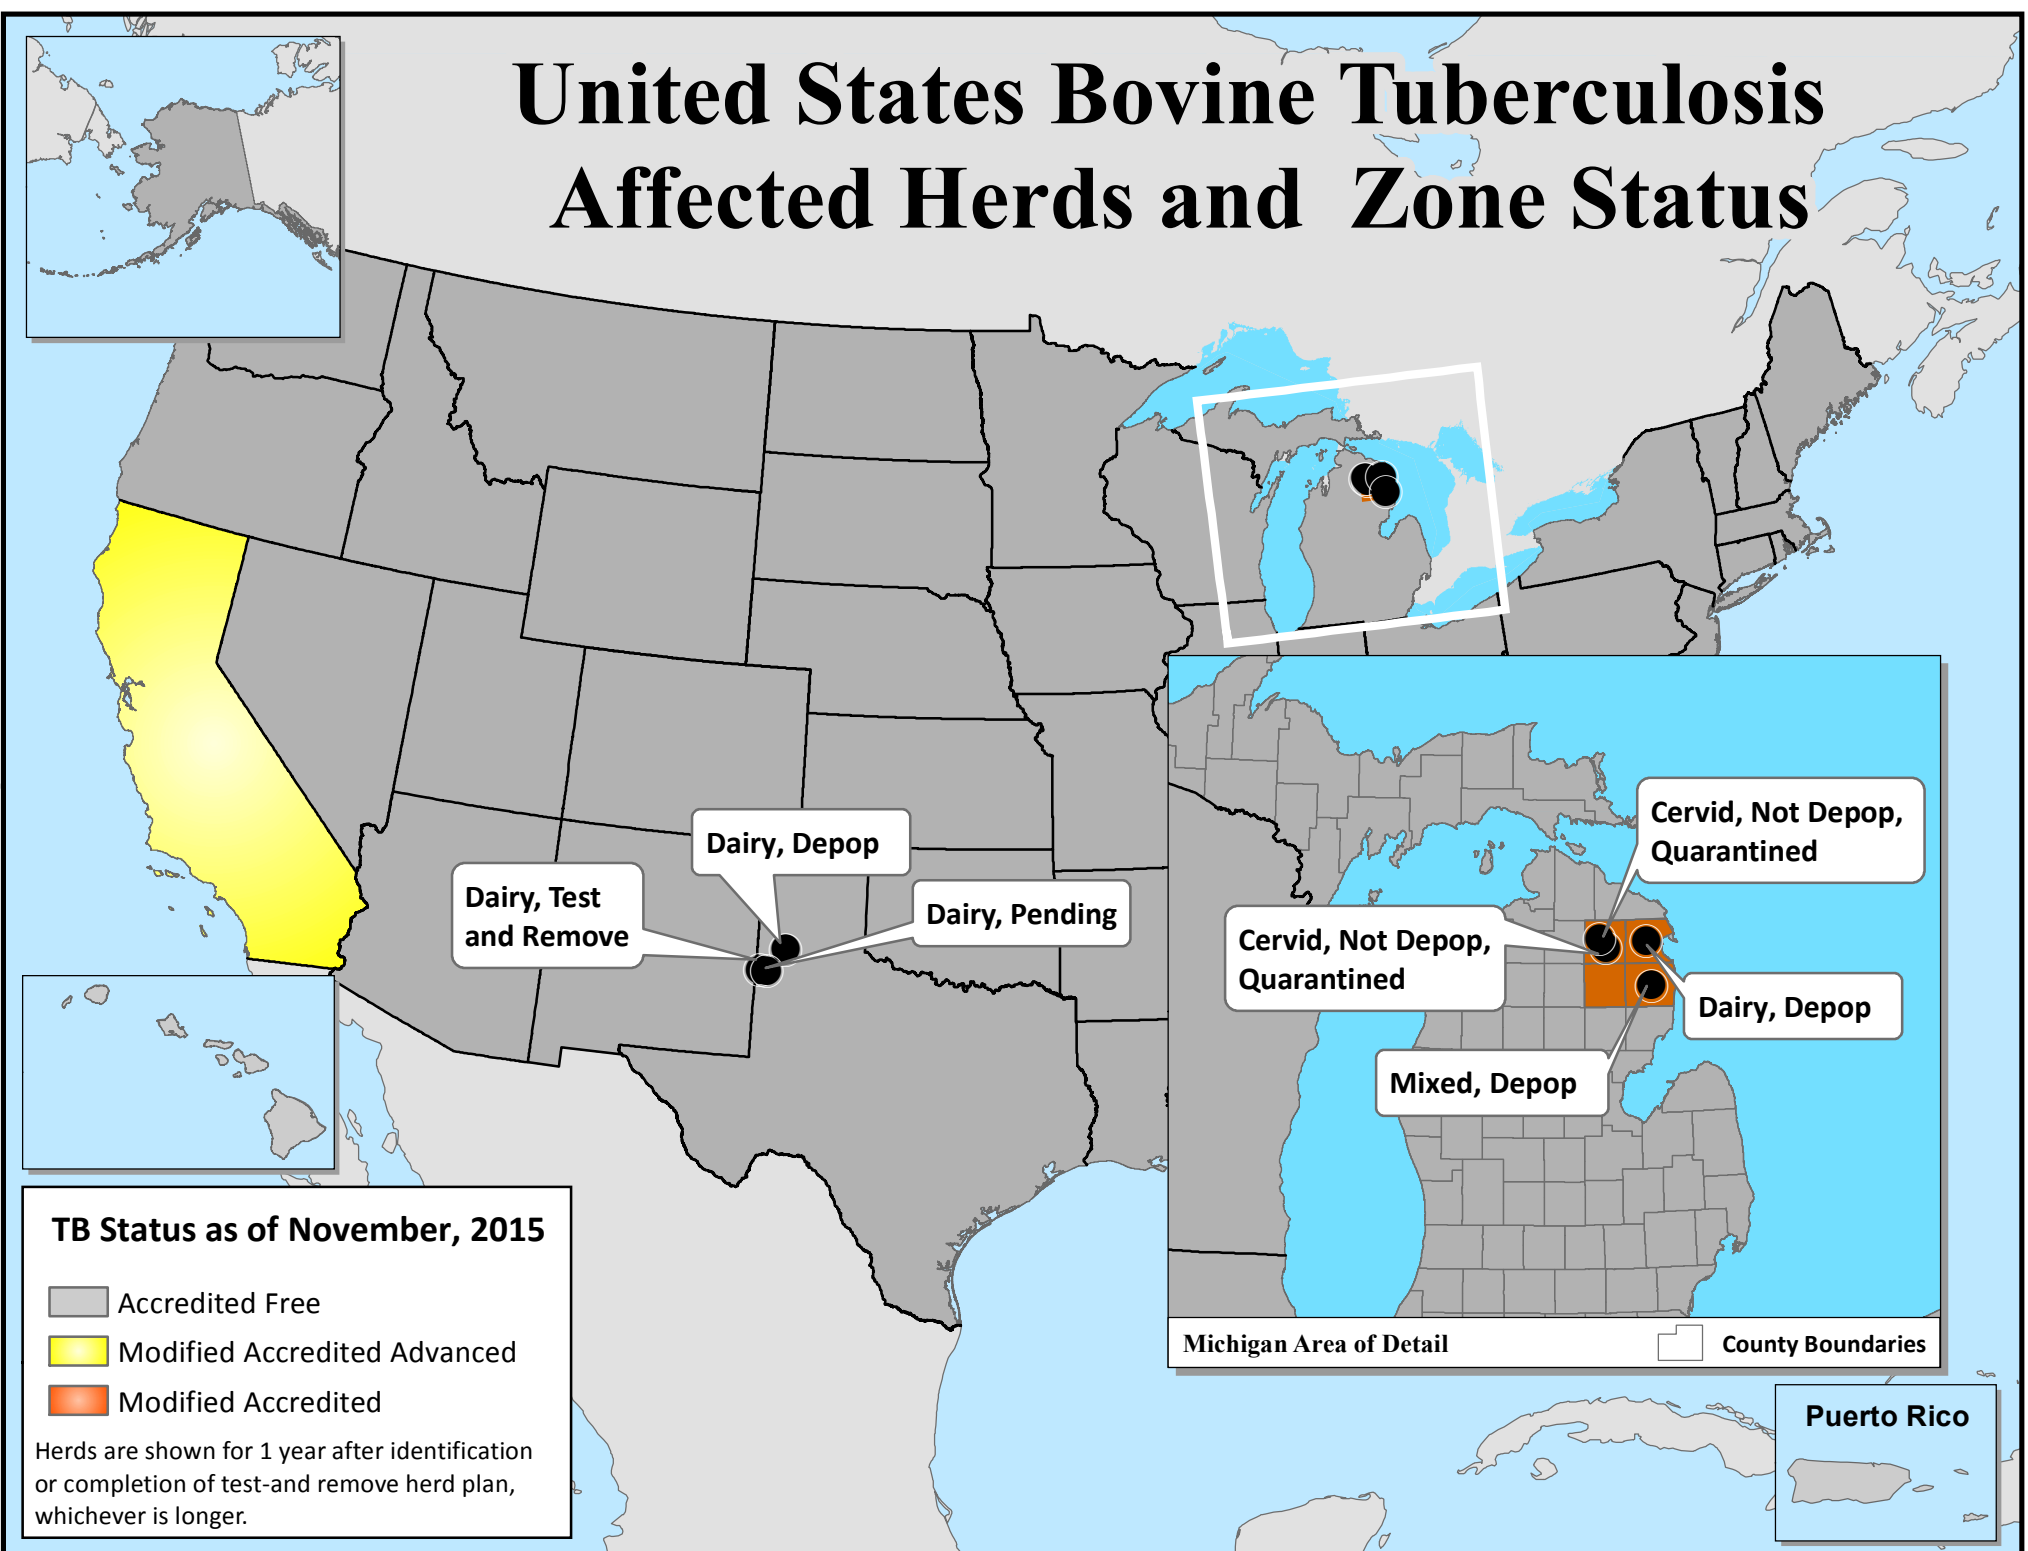 United States Bovine Tuberculosis
Affected Herds and Zone Status
Dairy, Depop
Dairy, Test
and Remove
Dairy, Pending
Cervid, Not Depop,
Quarantined
Cervid, Not Depop,
Quarantined
Dairy, Depop
Mixed, Depop
Michigan Area of Detail
County Boundaries
TB Status as of November, 2015
Accredited Free
Modified Accredited Advanced
Modified Accredited
Herds are shown for 1 year after identification
or completion of test-and remove herd plan,
whichever is longer.
Puerto Rico